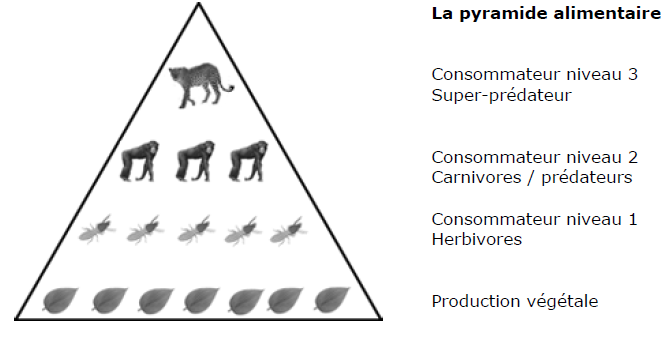 La pyramide alimentaire
Consommateur niveau 3
Super-prédateur
Consommateur niveau 2
Carnivores / prédateurs
Consommateur niveau 1
Herbivores
Production végétale